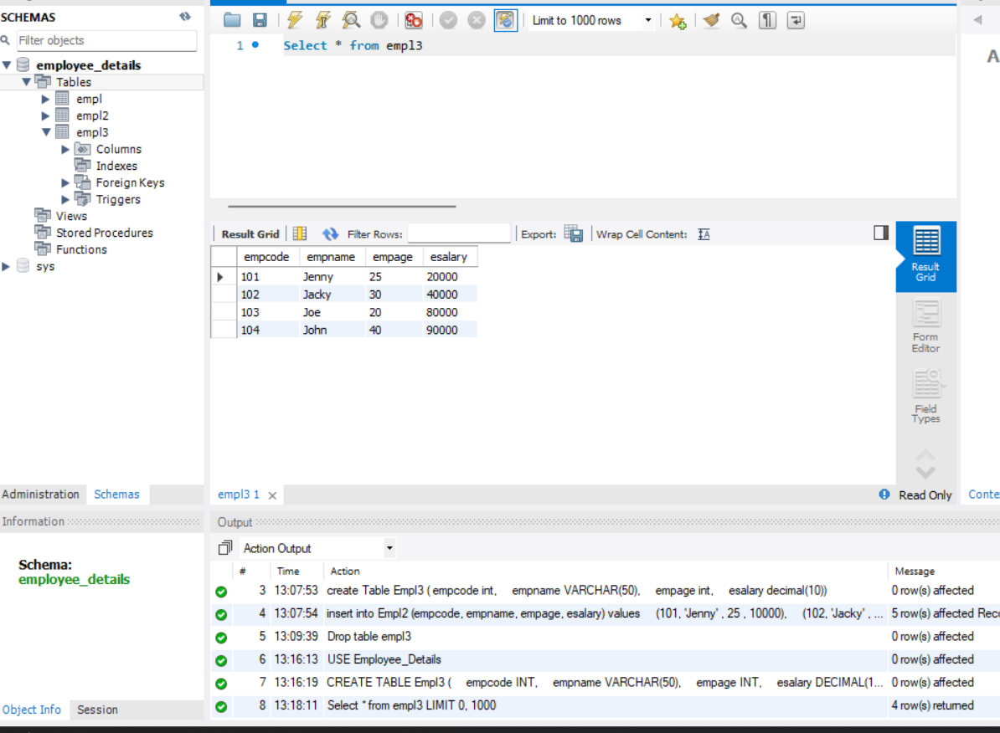 SCHEMAS
Filter objects
employee_details
Tables
empl
empl2
empl3
Columns
Indexes
Foreign Keys
Triggers
Views
Stored Procedures
Functions
sys
Administration Schemas
Information
Schema:
employee_details
Object Info Session
Limit to 1000 rows
1 Select * from empl3
Result Grid Filter Rows: Export: Wrap Cell Content:
empcode empname empage esalary
101 Jenny 25 20000
102 Jacky 30 40000
103 Joe 20 80000
104 John 40 90000
Result
Grid
Form
Editor
Field
Types
empl3 1 Read Only
Output
Action Output
# Time Action Message
3 13:07:53 create Table Empl3 ( empcode int, empname VARCHAR(50), empage int, esalary decimal(10)) 0 row(s) affected
4 13:07:54 insert into Empl2 (empcode, empname, empage, esalary) values (101, 'Jenny' , 25 , 10000), (102, 'Jacky' , ... 5 row(s) affected Reco
5 13:09:39 Drop table empl3 0 row(s) affected
6 13:16:13 USE Employee_Details 0 row(s) affected
7 13:16:19 CREATE TABLE Empl3 ( empcode INT, empname VARCHAR(50), empage INT, esalary DECIMAL(1... 0 row(s) affected
8 13:18:11 Select * from empl3 LIMIT 0, 1000 4 row(s) returned
A
Conte